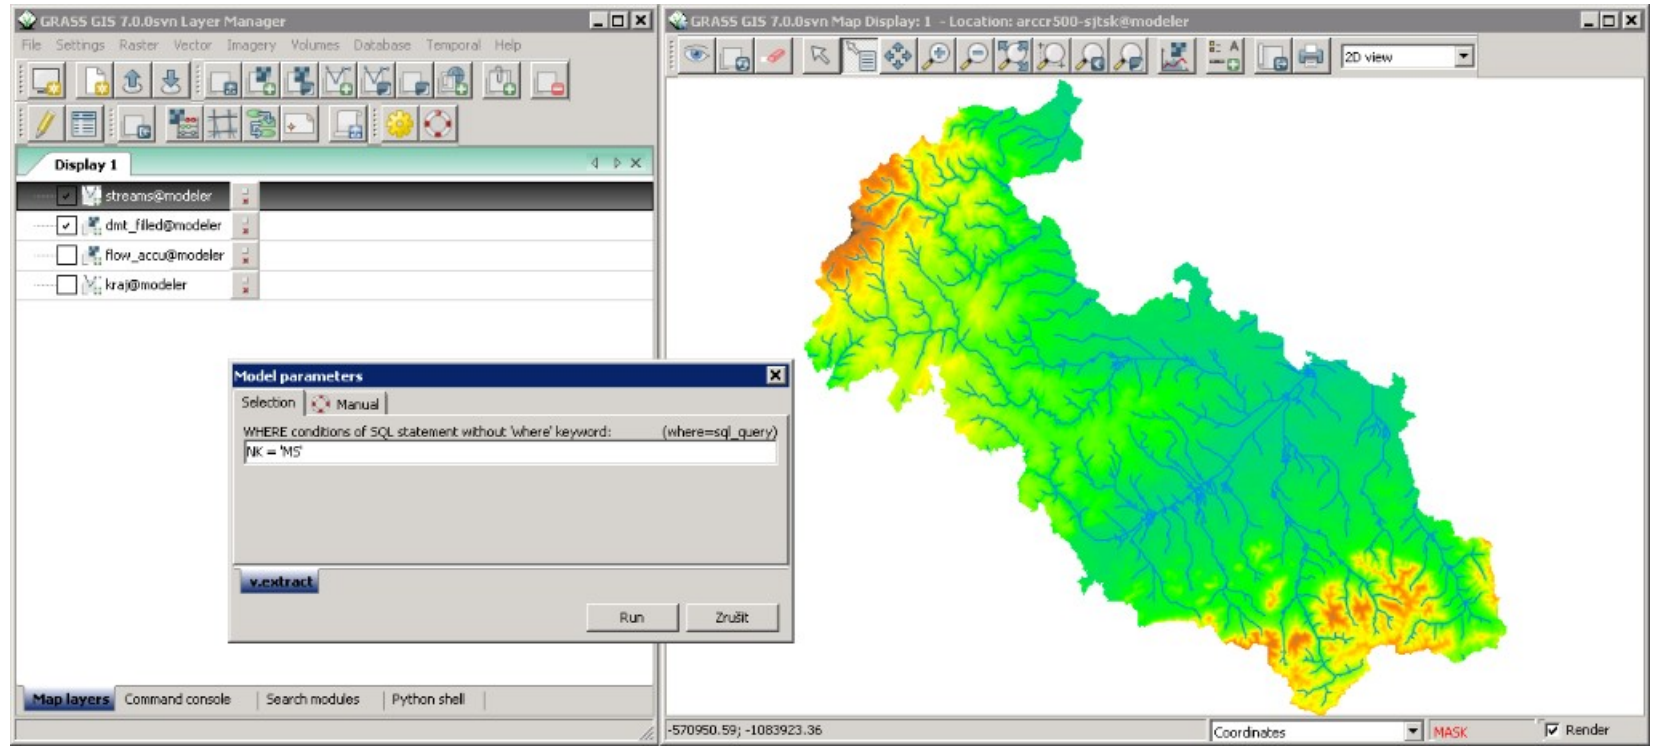 GRASS GIS 7.0.0svn Layer Manager
File Settings Raster Vector Imagery Volumes Database Temporal Help
Display 1
streams@modeler
dmt_filled@modeler
flow_accu@modeler
kraj@modeler
Model parameters
Selection Manual
WHERE conditions of SQL statement without 'where' keyword: (where=sql_query)
NK = 'MS'
v.extract
Run Zrušit
Map layers Command console Search modules Python shell
GRASS GIS 7.0.0svn Map Display: 1 - Location: arccr500-sjtsk@modeler
2D view
-570950.59; -1083923.36
Coordinates
MASK
Render